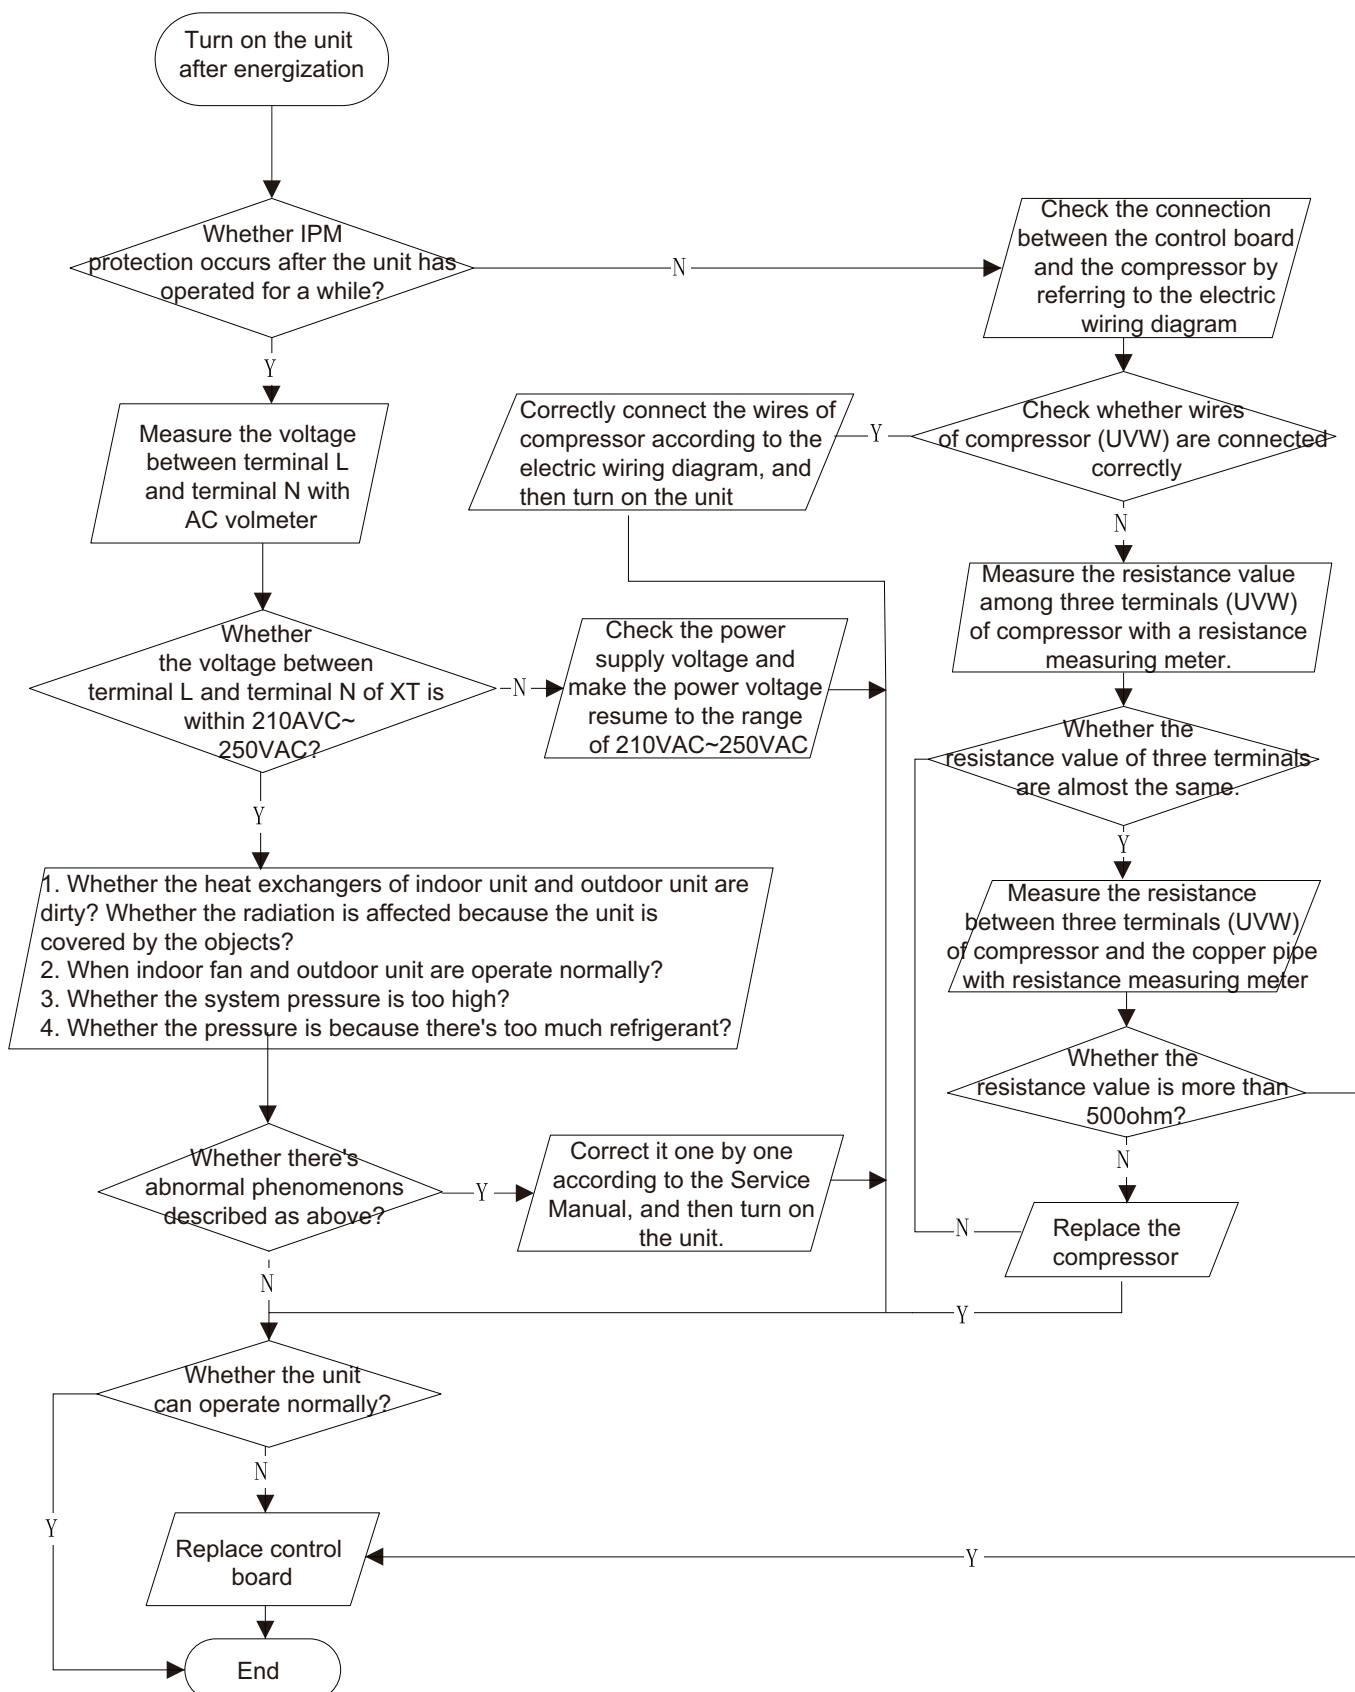 Turn on the unit
after energization
Whether IPM
protection occurs after the unit has
operated for a while?
N
Check the connection
between the control board
and the compressor by
referring to the electric
wiring diagram
Y
Measure the voltage
between terminal L
and terminal N with
AC volmeter
Correctly connect the wires of
compressor according to the
electric wiring diagram, and
then turn on the unit
Y
Check whether wires
of compressor (UVW) are connected
correctly
N
Measure the resistance value
among three terminals (UVW)
of compressor with a resistance
measuring meter.
Whether
the voltage between
terminal L and terminal N of XT is
within 210AVC~
250VAC?
N
Check the power
supply voltage and
make the power voltage
resume to the range
of 210VAC~250VAC
Whether the
resistance value of three terminals
are almost the same.
Y
Y
1. Whether the heat exchangers of indoor unit and outdoor unit are
dirty? Whether the radiation is affected because the unit is
covered by the objects?
2. When indoor fan and outdoor unit are operate normally?
3. Whether the system pressure is too high?
4. Whether the pressure is because there's too much refrigerant?
Measure the resistance
between three terminals (UVW)
of compressor and the copper pipe
with resistance measuring meter
Whether the
resistance value is more than
500ohm?
N
Whether there's
abnormal phenomenons
described as above?
Y
Correct it one by one
according to the Service
Manual, and then turn on
the unit.
N
Replace the
compressor
N
Y
Whether the unit
can operate normally?
N
Y
Replace control
board
Y
End